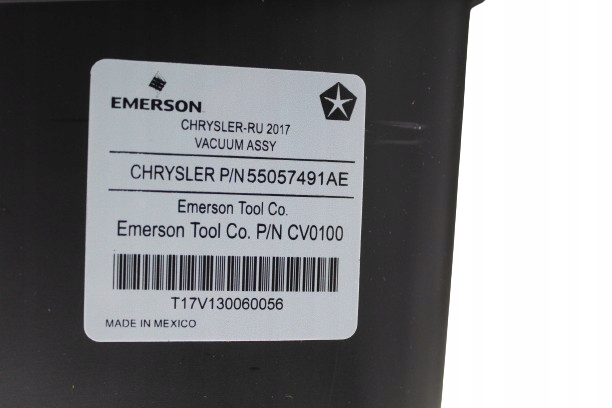 EMERSON
CHRYSLER-RU 2017
VACUUM ASSY
CHRYSLER P/N 55057491AE
Emerson Tool Co.
Emerson Tool Co. P/N CV0100
T17V130060056
MADE IN MEXICO